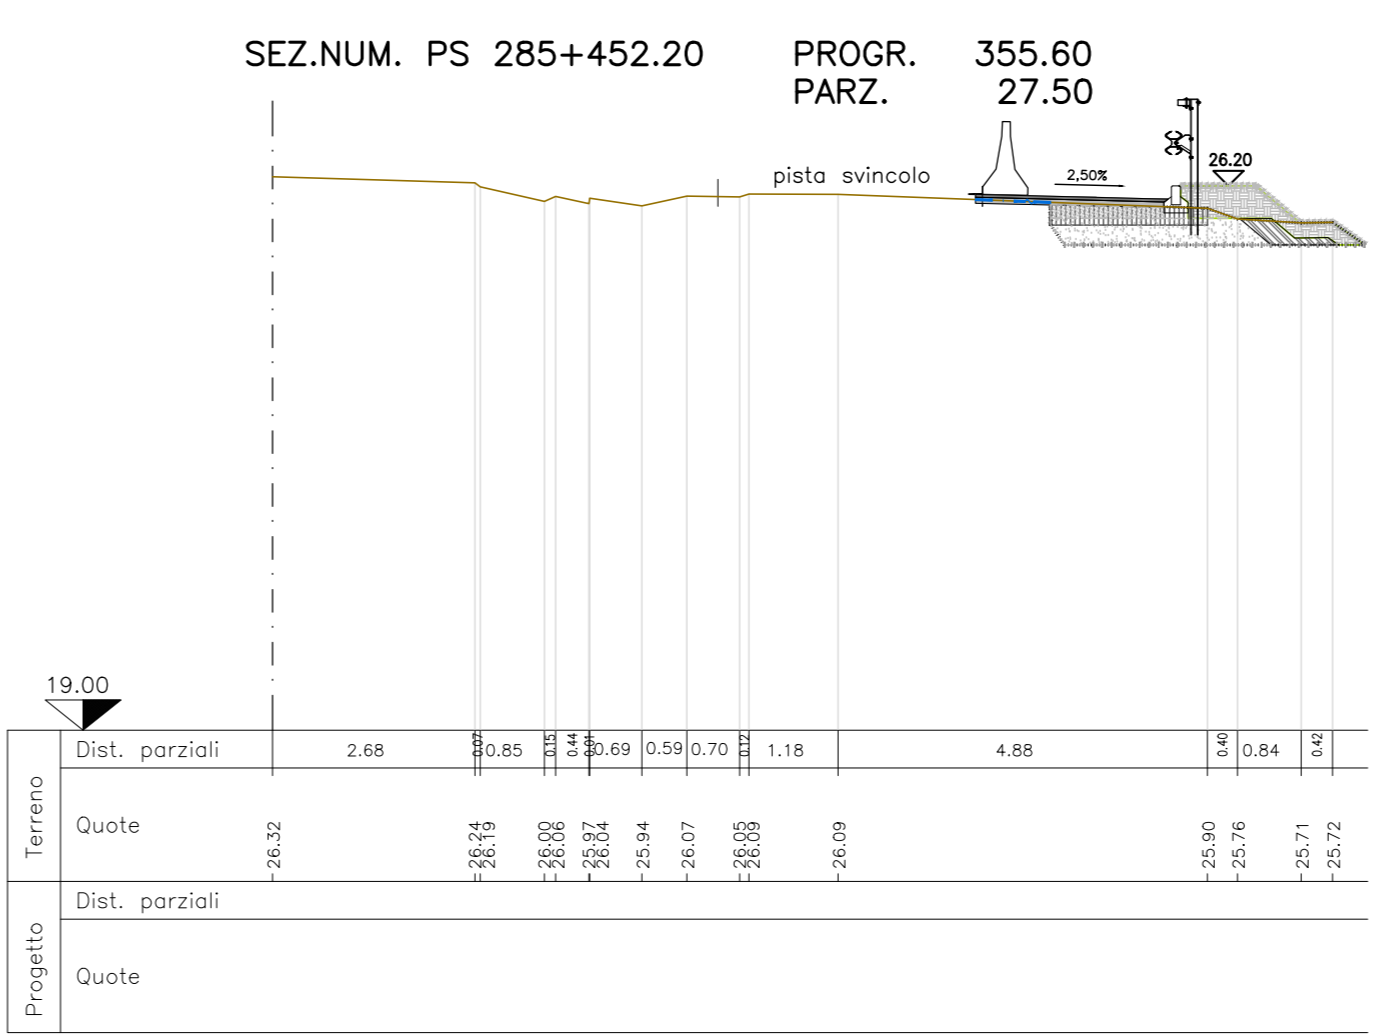 SEZ.NUM. PS 285+452.20 PROGR. 355.60
PARZ. 27.50
pista svincolo
2,50%
26.20
19.00
Terreno
Dist. parziali 2.68 0.07 0.85 0.15 0.44 0.01 0.69 0.59 0.70 0.12 1.18 4.88 0.40 0.84 0.42
Quote 26.32 26.24 26.19 26.00 26.06 25.97 26.04 25.94 26.07 26.05 26.09 26.09 25.90 25.76 25.71 25.72
Progetto
Dist. parziali
Quote